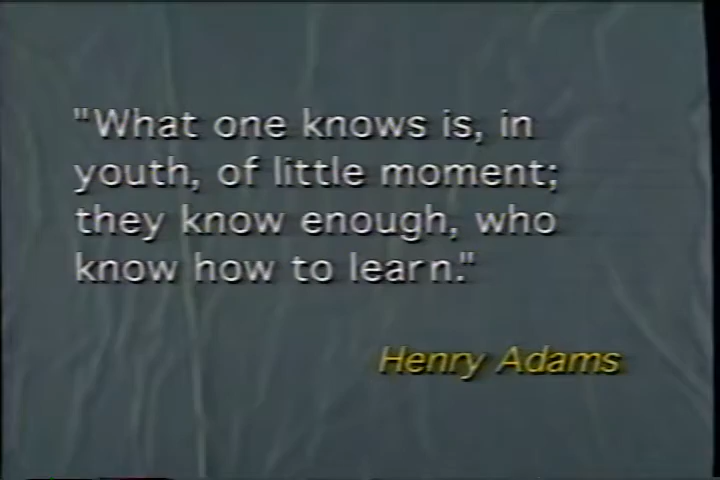 "What one knows is, in
youth, of little moment;
they know enough, who
know how to learn."
Henry Adams